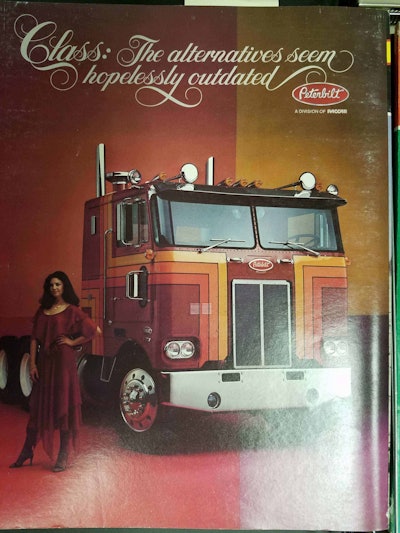 Class: The alternatives seem
hopelessly outdated
Peterbilt
A DIVISION OF PACCAR
Peterbilt